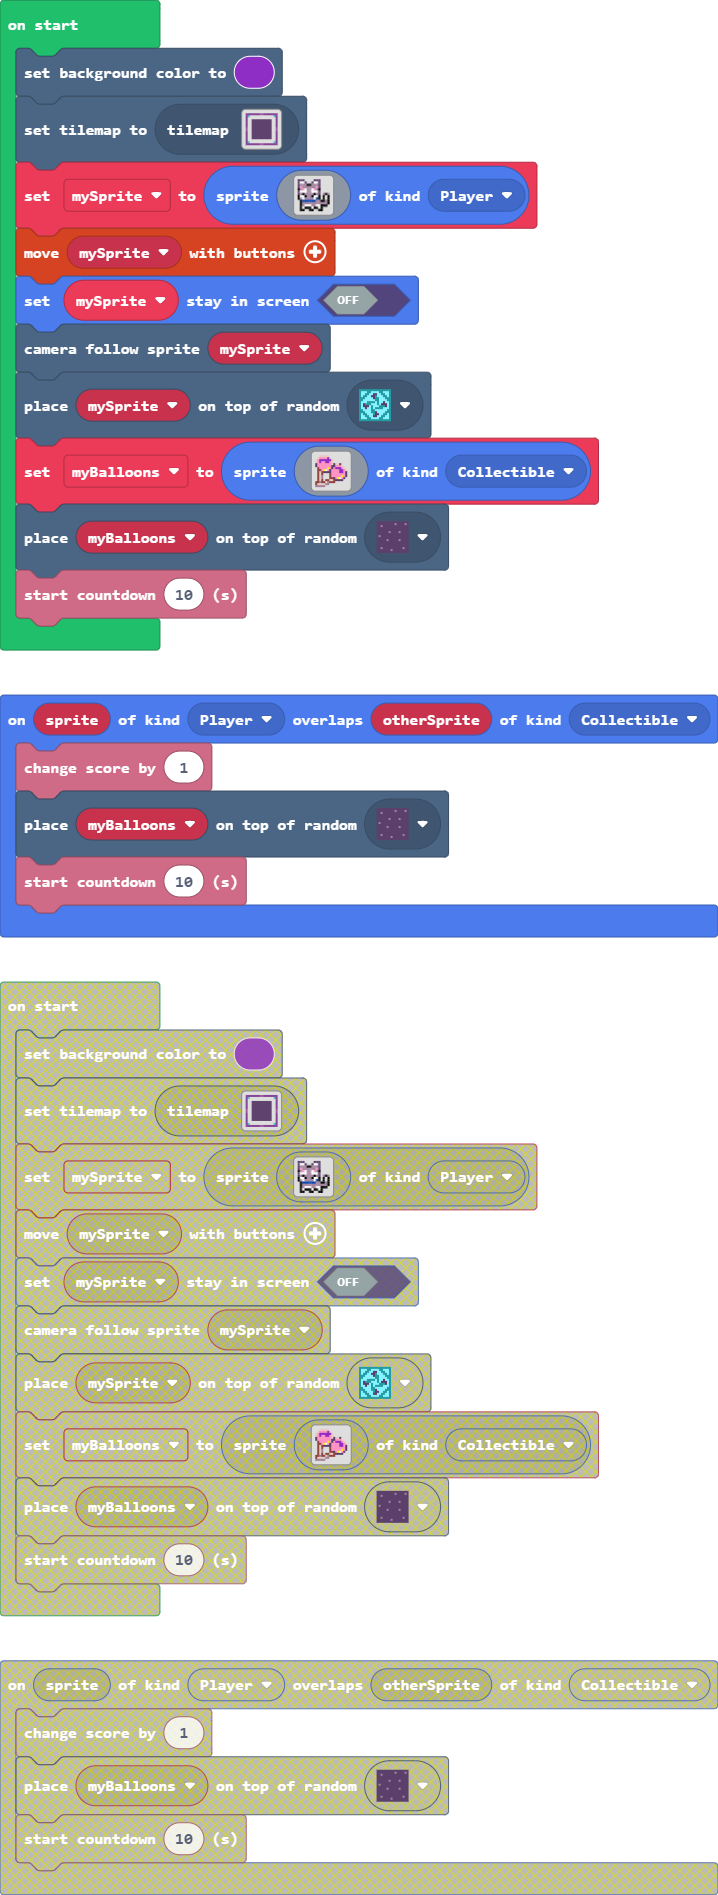 on start
set background color to
set tilemap to tilemap
set mySprite to sprite of kind Player
move mySprite with buttons
set mySprite stay in screen OFF
camera follow sprite mySprite
place mySprite on top of random
set myBalloons to sprite of kind Collectible
place myBalloons on top of random
start countdown 10 (s)
on sprite of kind Player overlaps otherSprite of kind Collectible
change score by 1
place myBalloons on top of random
start countdown 10 (s)
on start
set background color to
set tilemap to tilemap
set mySprite to sprite of kind Player
move mySprite with buttons
set mySprite stay in screen OFF
camera follow sprite mySprite
place mySprite on top of random
set myBalloons to sprite of kind Collectible
place myBalloons on top of random
start countdown 10 (s)
on sprite of kind Player overlaps otherSprite of kind Collectible
change score by 1
place myBalloons on top of random
start countdown 10 (s)